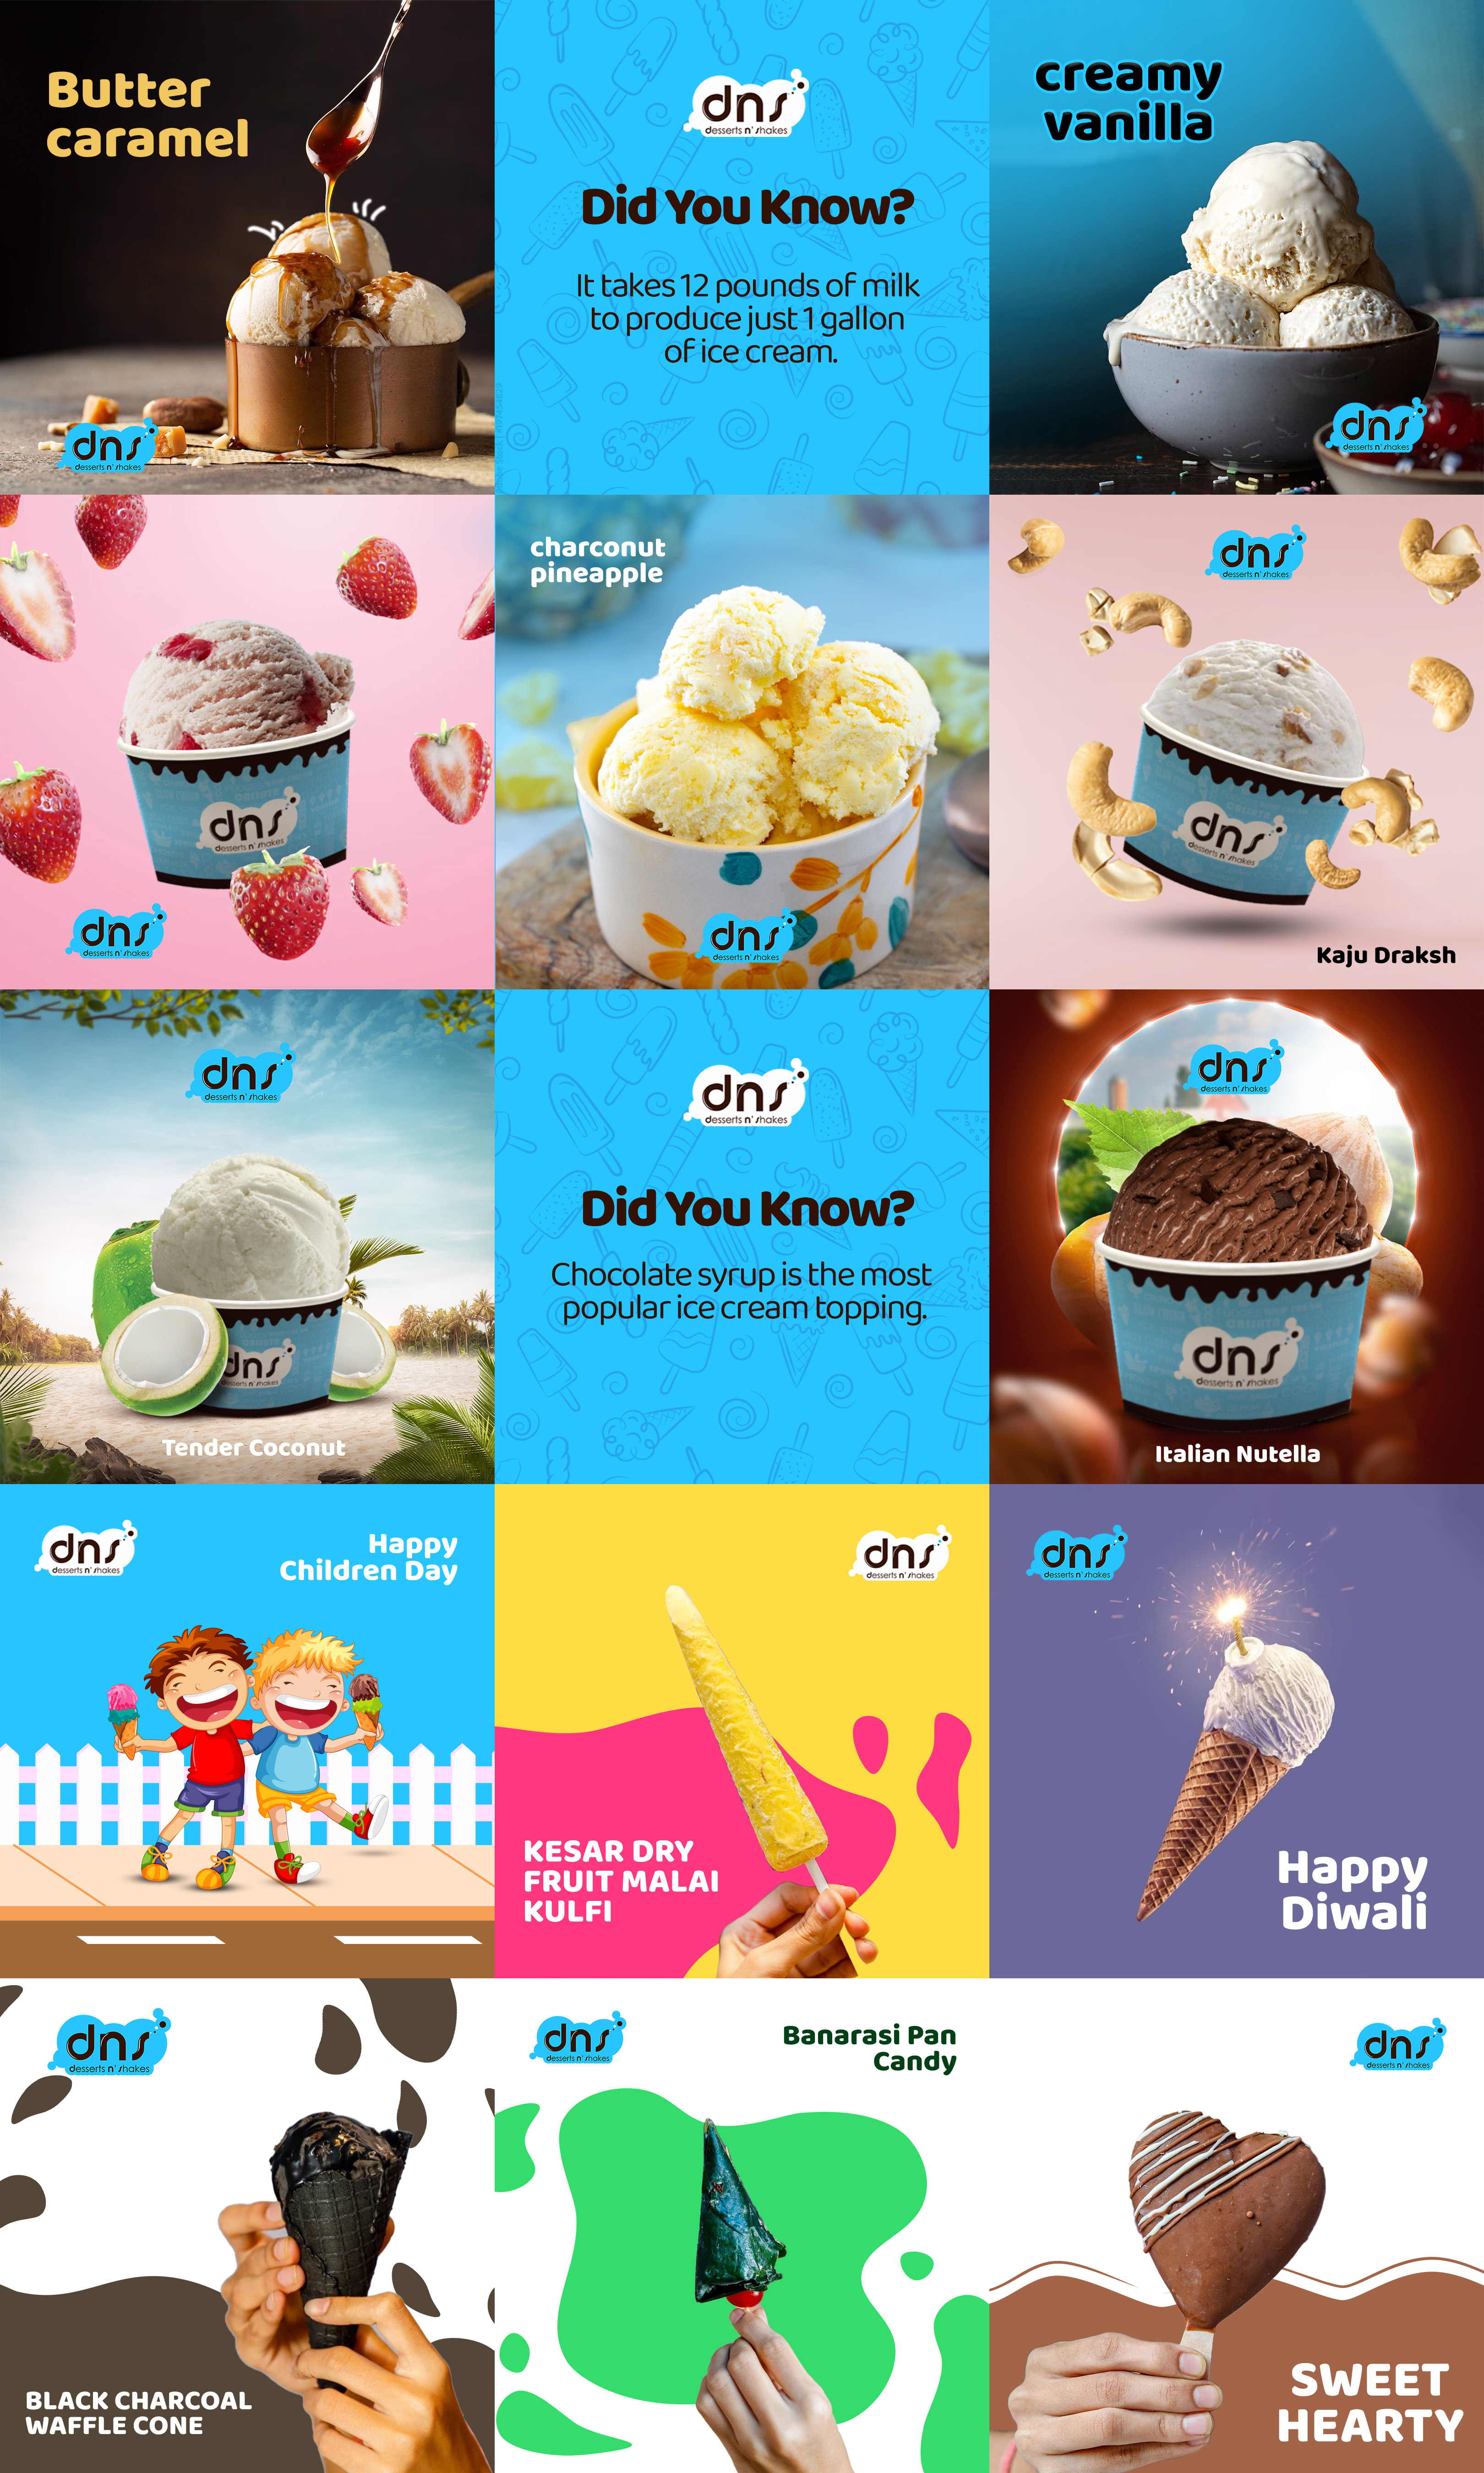 Butter
caramel
dns
desserts n' shakes
dns
desserts n' shakes
Did You Know?
It takes 12 pounds of milk
to produce just 1 gallon
of ice cream.
creamy
vanilla
dns
desserts n' shakes
dns
desserts n' shakes
dns
desserts n' shakes
charconut
pineapple
dns
desserts n' shakes
dns
desserts n' shakes
dns
desserts n' shakes
Kaju Draksh
dns
desserts n' shakes
dns
shakes
Tender Coconut
dns
desserts n' shakes
Did You Know?
Chocolate syrup is the most
popular ice cream topping.
dns
desserts n' shakes
dns
desserts n' shakes
Italian Nutella
dns
desserts n' shakes
Happy
Children Day
dns
desserts n' shakes
KESAR DRY
FRUIT MALAI
KULFI
dns
desserts n' shakes
Happy
Diwali
dns
desserts n' shakes
BLACK CHARCOAL
WAFFLE CONE
dns
desserts n' shakes
Banarasi Pan
Candy
dns
desserts n' shakes
SWEET
HEARTY